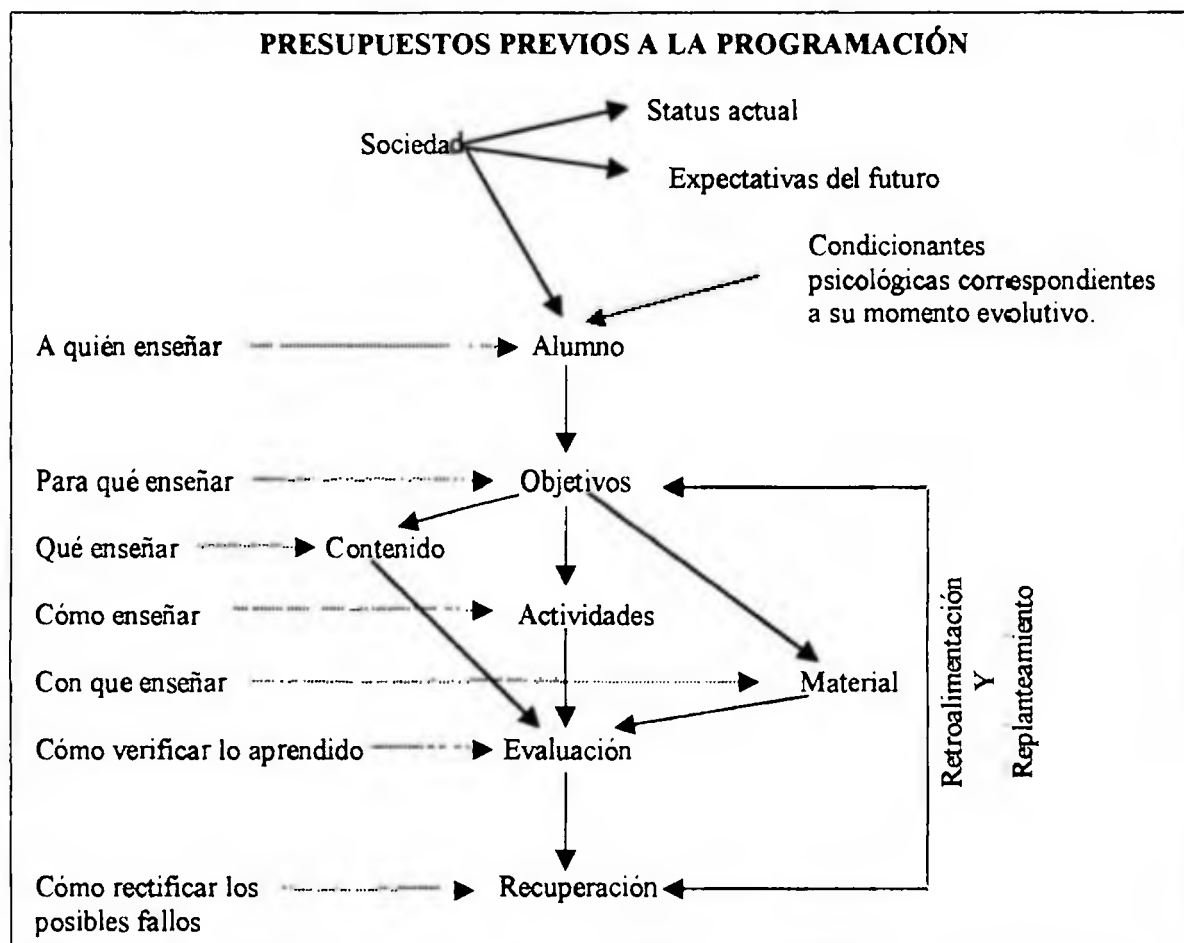 PRESUPUESTOS PREVIOS A LA PROGRAMACIÓN
Status actual
Sociedad
Expectativas del futuro
Condicionantes
psicológicas correspondientes
a su momento evolutivo.
A quién enseñar
Alumno
Para qué enseñar
Objetivos
Qué enseñar
Contenido
Cómo enseñar
Actividades
Con que enseñar
Material
Cómo verificar lo aprendido
Evaluación
Cómo rectificar los
posibles fallos
Recuperación
Retroalimentación
Y
Replanteamiento